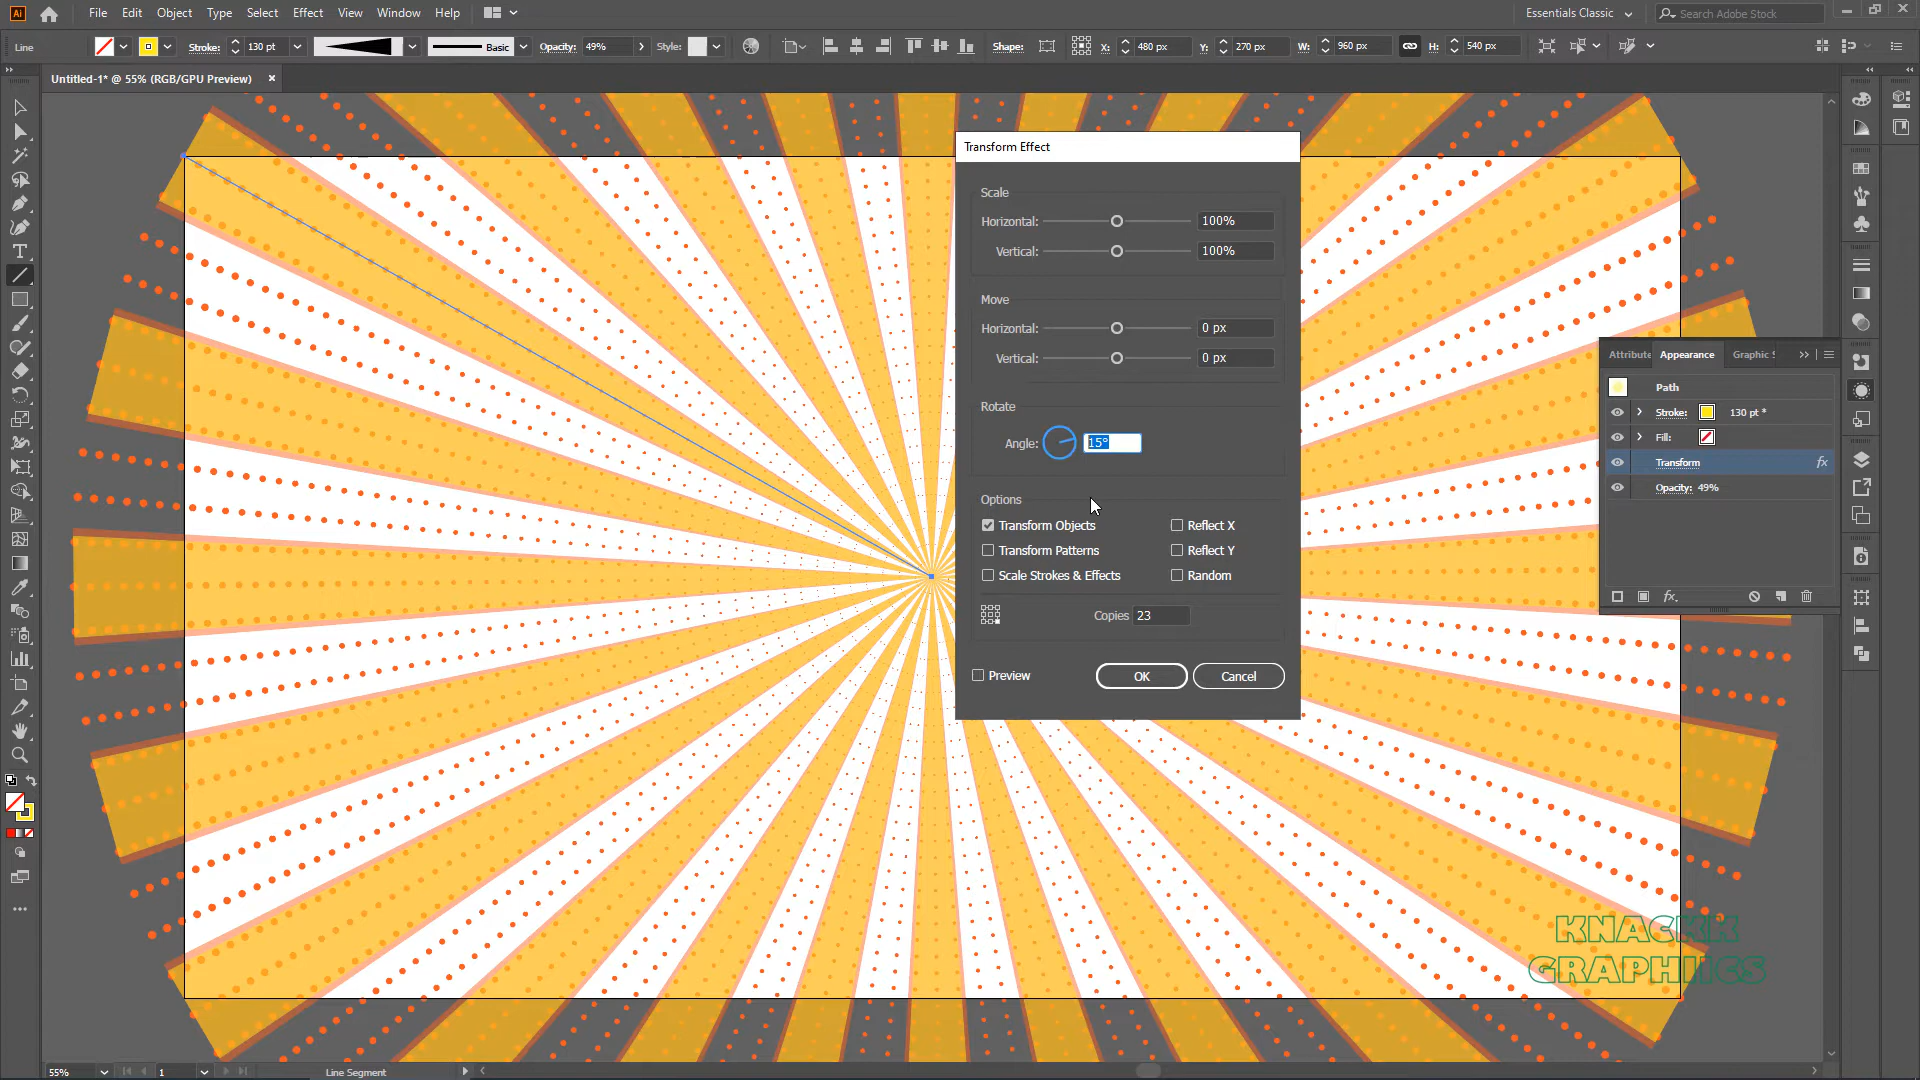 Ai File Edit Object Type Select Effect View Window Help Essentials Classic Search Adobe Stock
Line Stroke: 130 pt Basic Opacity: 49% Style: Shape: X: 480 px Y: 270 px W: 960 px H: 540 px
Untitled-1* @ 55% (RGB/GPU Preview)
Transform Effect
Scale
Horizontal: 100%
Vertical: 100%
Move
Horizontal: 0 px
Vertical: 0 px
Rotate
Angle: 15°
Options
Transform Objects Reflect X
Transform Patterns Reflect Y
Scale Strokes & Effects Random
Copies 23
Preview OK Cancel
Attribute Appearance Graphic S
Path
Stroke: 130 pt *
Fill:
Transform fx
Opacity: 49%
fx.
KNACKK
GRAPHIICS
55% 1 Line Segment